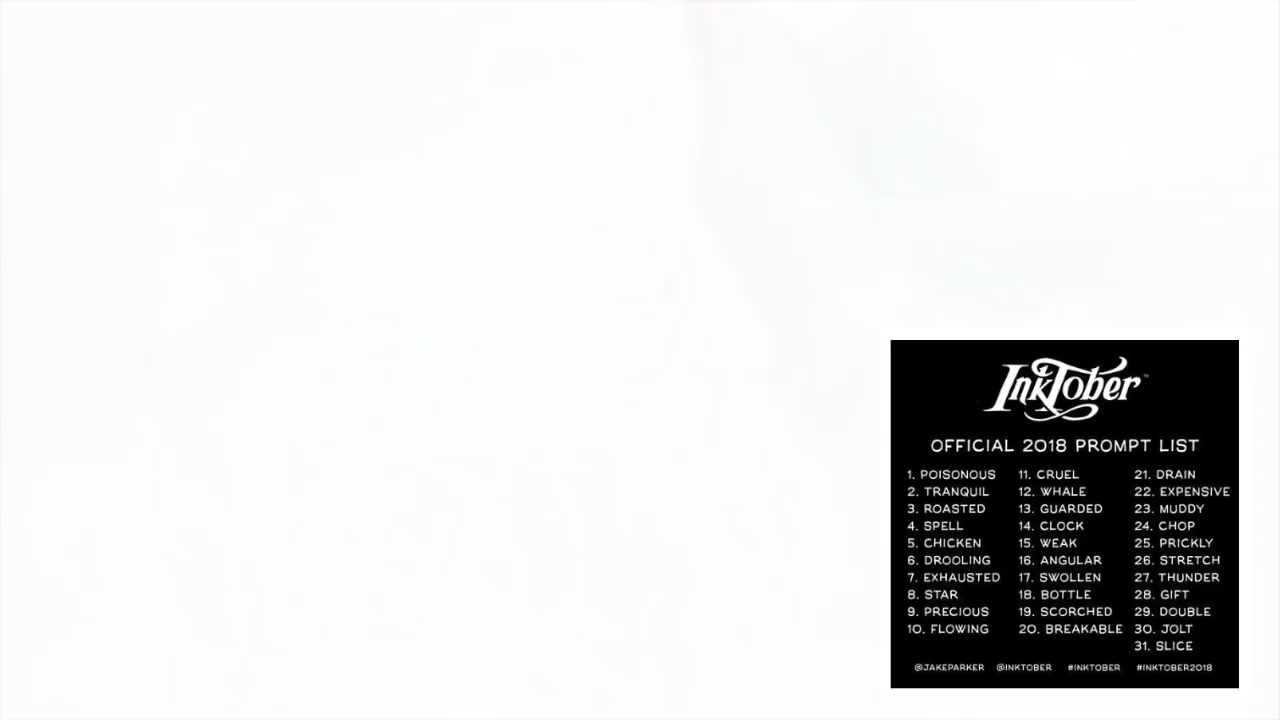 InkTober™
OFFICIAL 2018 PROMPT LIST
1. POISONOUS
2. TRANQUIL
3. ROASTED
4. SPELL
5. CHICKEN
6. DROOLING
7. EXHAUSTED
8. STAR
9. PRECIOUS
10. FLOWING
11. CRUEL
12. WHALE
13. GUARDED
14. CLOCK
15. WEAK
16. ANGULAR
17. SWOLLEN
18. BOTTLE
19. SCORCHED
20. BREAKABLE
21. DRAIN
22. EXPENSIVE
23. MUDDY
24. CHOP
25. PRICKLY
26. STRETCH
27. THUNDER
28. GIFT
29. DOUBLE
30. JOLT
31. SLICE
@JAKEPARKER @INKTOBER #INKTOBER #INKTOBER2018